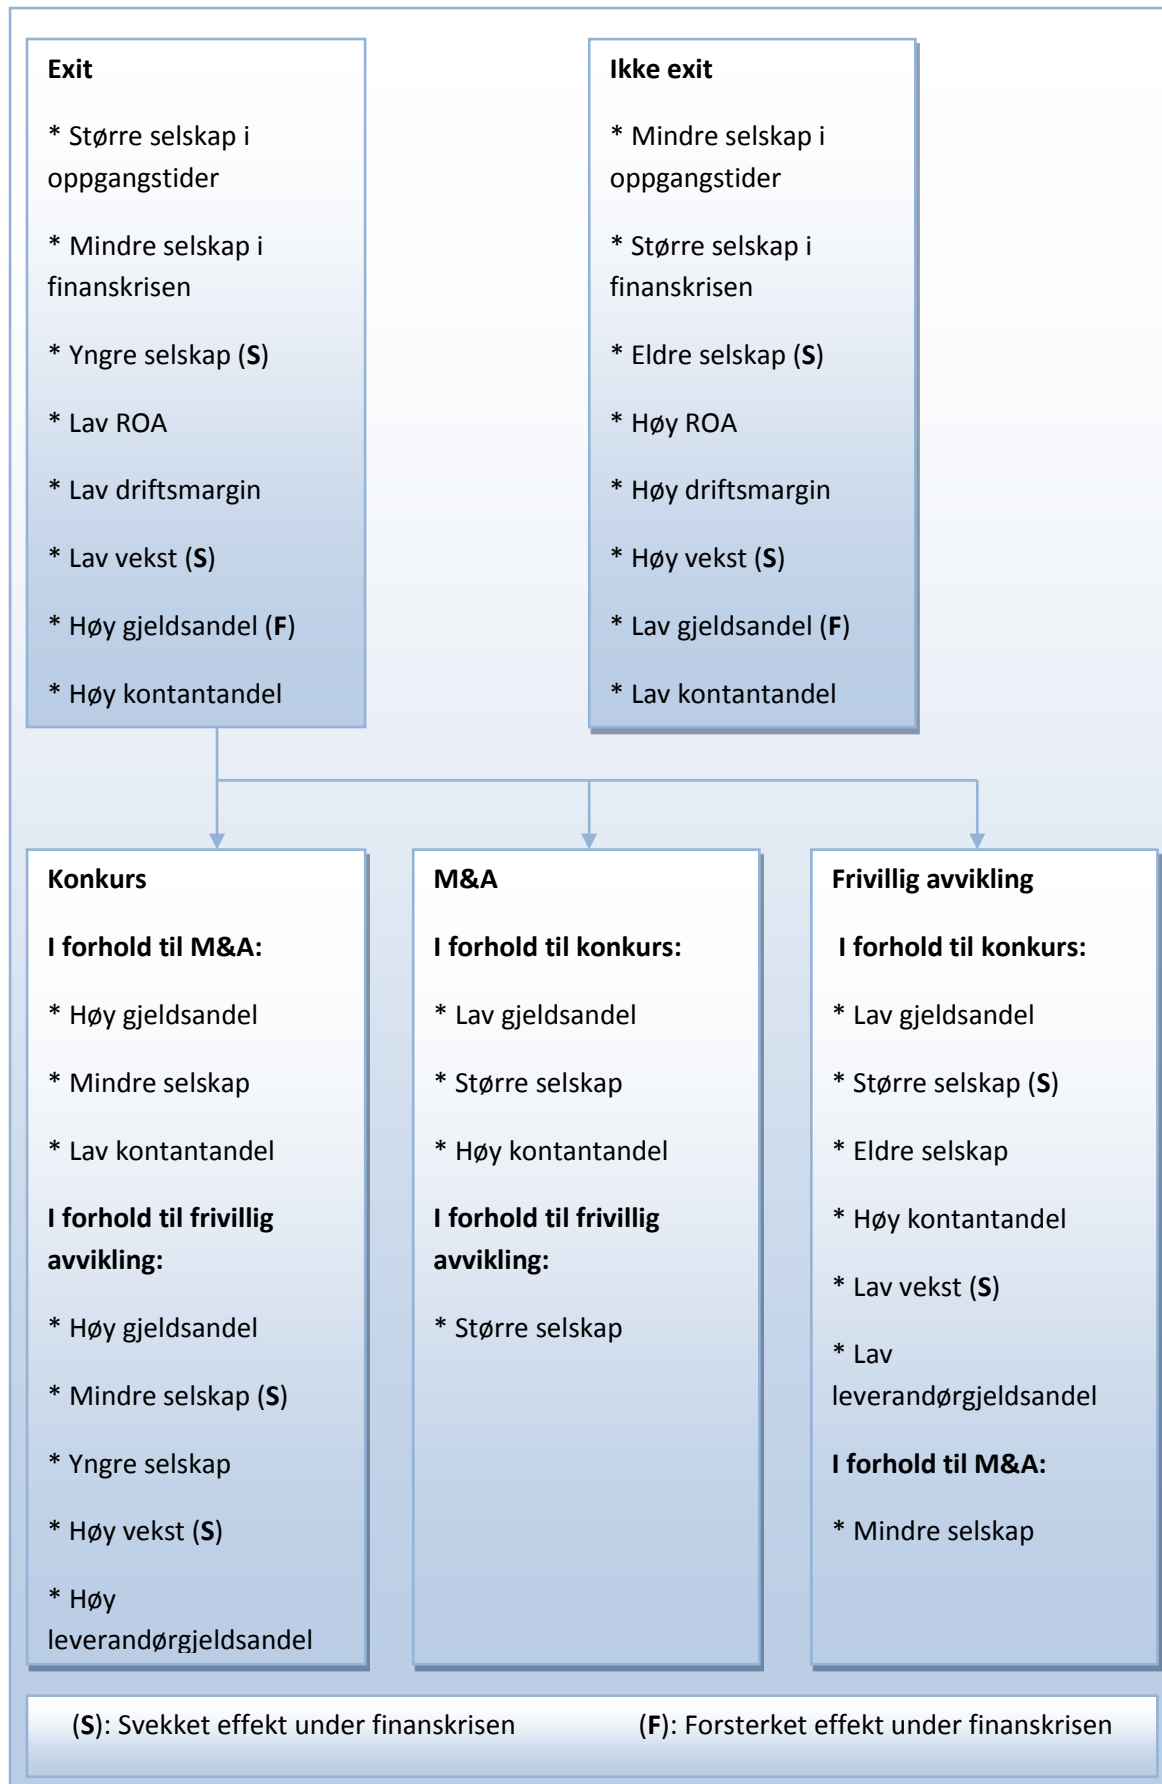 Exit
* Større selskap i
oppgangstider
* Mindre selskap i
finanskrisen
* Yngre selskap (S)
* Lav ROA
* Lav driftsmargin
* Lav vekst (S)
* Høy gjeldsandel (F)
* Høy kontantandel
Ikke exit
* Mindre selskap i
oppgangstider
* Større selskap i
finanskrisen
* Eldre selskap (S)
* Høy ROA
* Høy driftsmargin
* Høy vekst (S)
* Lav gjeldsandel (F)
* Lav kontantandel
Konkurs
I forhold til M&A:
* Høy gjeldsandel
* Mindre selskap
* Lav kontantandel
I forhold til frivillig
avvikling:
* Høy gjeldsandel
* Mindre selskap (S)
* Yngre selskap
* Høy vekst (S)
* Høy
leverandørgjeldsandel
M&A
I forhold til konkurs:
* Lav gjeldsandel
* Større selskap
* Høy kontantandel
I forhold til frivillig
avvikling:
* Større selskap
Frivillig avvikling
I forhold til konkurs:
* Lav gjeldsandel
* Større selskap (S)
* Eldre selskap
* Høy kontantandel
* Lav vekst (S)
* Lav
leverandørgjeldsandel
I forhold til M&A:
* Mindre selskap
(S): Svekket effekt under finanskrisen (F): Forsterket effekt under finanskrisen